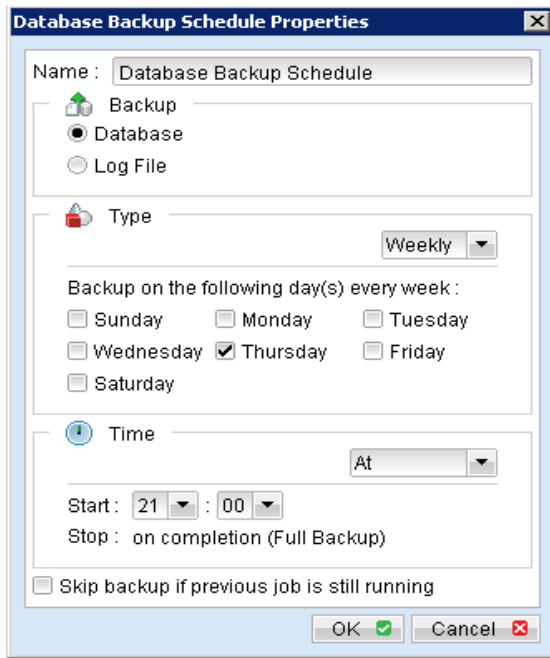 Database Backup Schedule Properties
Name : Database Backup Schedule
Backup
Database
Log File
Type
Weekly
Backup on the following day(s) every week :
Sunday Monday Tuesday
Wednesday Thursday Friday
Saturday
Time
At
Start : 21 : 00
Stop : on completion (Full Backup)
Skip backup if previous job is still running
OK Cancel